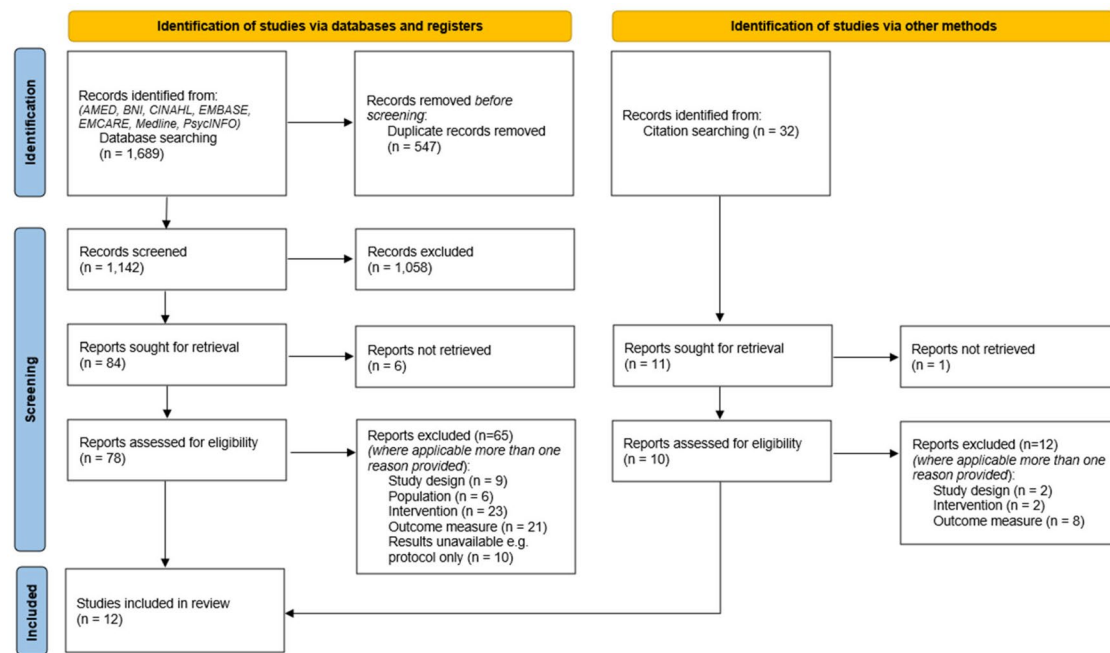 Identification of studies via databases and registers
Identification of studies via other methods
Identification
Records identified from:
(AMED, BNI, CINAHL, EMBASE,
EMCARE, Medline, PsycINFO)
Database searching
(n = 1,689)
Records removed before
screening:
Duplicate records removed
(n = 547)
Records identified from:
Citation searching (n = 32)
Screening
Records screened
(n = 1,142)
Records excluded
(n = 1,058)
Reports sought for retrieval
(n = 84)
Reports not retrieved
(n = 6)
Reports sought for retrieval
(n = 11)
Reports not retrieved
(n = 1)
Reports assessed for eligibility
(n = 78)
Reports excluded (n=65)
(where applicable more than one
reason provided):
Study design (n = 9)
Population (n = 6)
Intervention (n = 23)
Outcome measure (n = 21)
Results unavailable e.g.
protocol only (n = 10)
Reports assessed for eligibility
(n = 10)
Reports excluded (n=12)
(where applicable more than one
reason provided):
Study design (n = 2)
Intervention (n = 2)
Outcome measure (n = 8)
Included
Studies included in review
(n = 12)